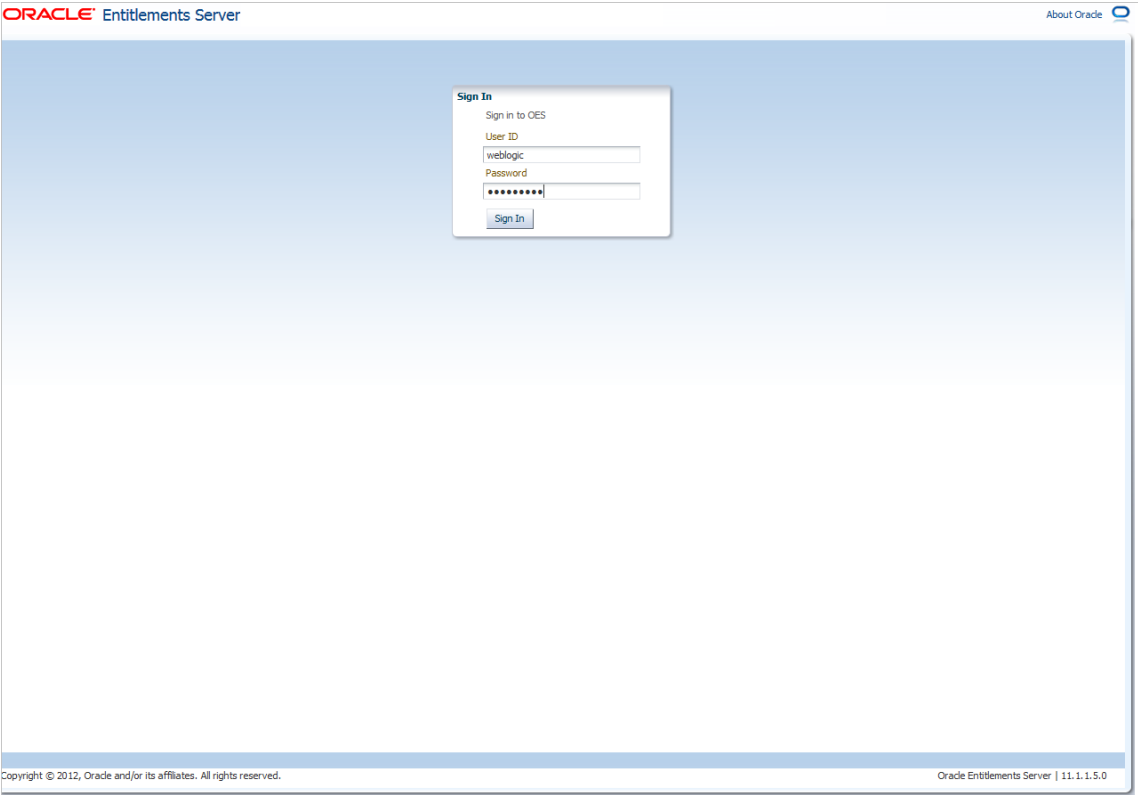 ORACLE Entitlements Server
About Oracle
Sign In
Sign in to OES
User ID
weblogic
Password
•••••••••
Sign In
Copyright © 2012, Oracle and/or its affiliates. All rights reserved.
Oracle Entitlements Server | 11.1.1.5.0